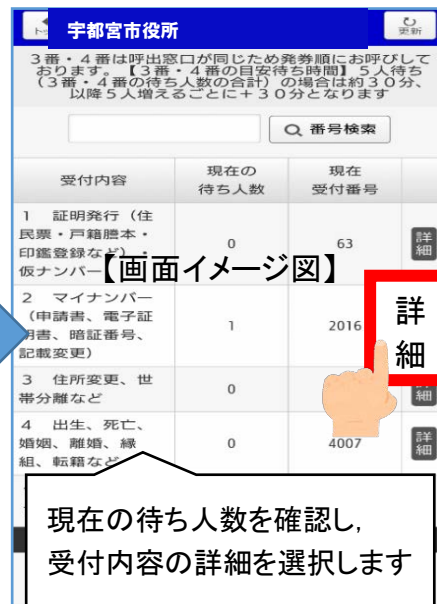 宇都宮市役所
更新
3番・4番は呼出窓口が同じため発券順にお呼びして
おります。【3番・4番の目安待ち時間】5人待ち
(3番・4番の待ち人数の合計)の場合は約30分、
以降5人増えるごとに+30分となります
番号検索
受付内容
現在の
待ち人数
現在
受付番号
1 証明発行(住
民票・戸籍謄本・
印鑑登録など)・
仮ナンバー
0
63
詳細
【画面イメージ図】
2 マイナンバー
(申請書、電子証
明書、暗証番号、
記載変更)
1
2016
詳
細
3 住所変更、世
帯分離など
0
4 出生、死亡、
婚姻、離婚、縁
組、転籍など
0
4007
詳細
現在の待ち人数を確認し,
受付内容の詳細を選択します